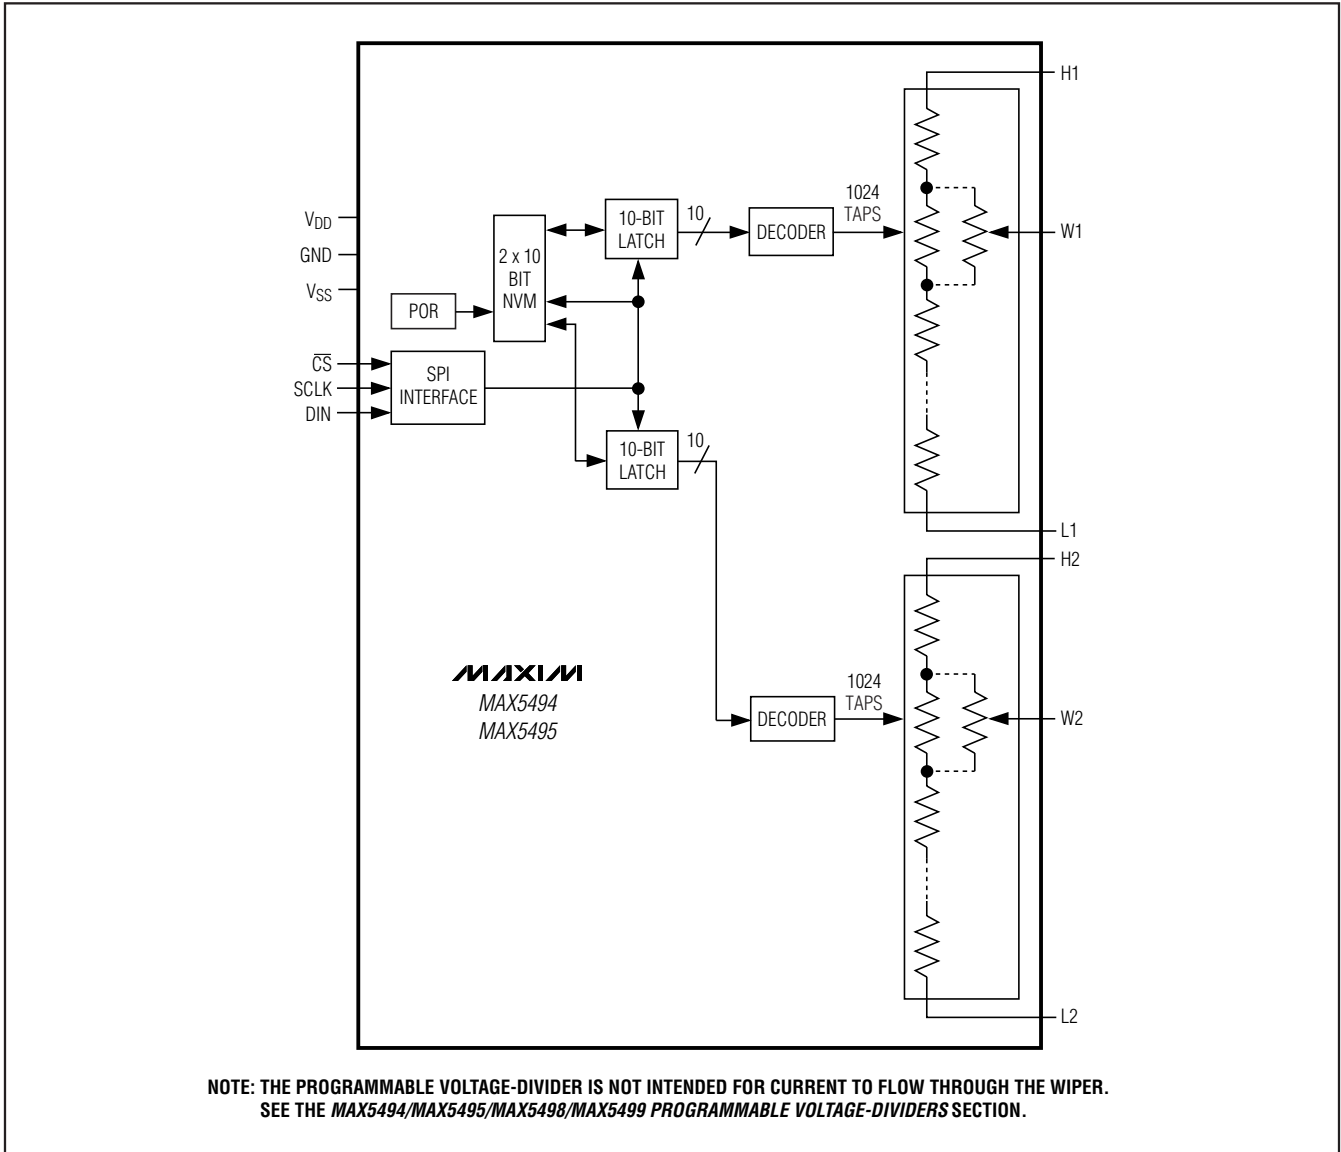 H1
1024
TAPS
10
10-BIT
LATCH
DECODER
W1
VDD
GND
VSS
2 x 10
BIT
NVM
POR
C̅S̅
SCLK
DIN
SPI
INTERFACE
10
10-BIT
LATCH
L1
H2
MAXIM
MAX5494
MAX5495
1024
TAPS
DECODER
W2
L2
NOTE: THE PROGRAMMABLE VOLTAGE-DIVIDER IS NOT INTENDED FOR CURRENT TO FLOW THROUGH THE WIPER.
SEE THE MAX5494/MAX5495/MAX5498/MAX5499 PROGRAMMABLE VOLTAGE-DIVIDERS SECTION.